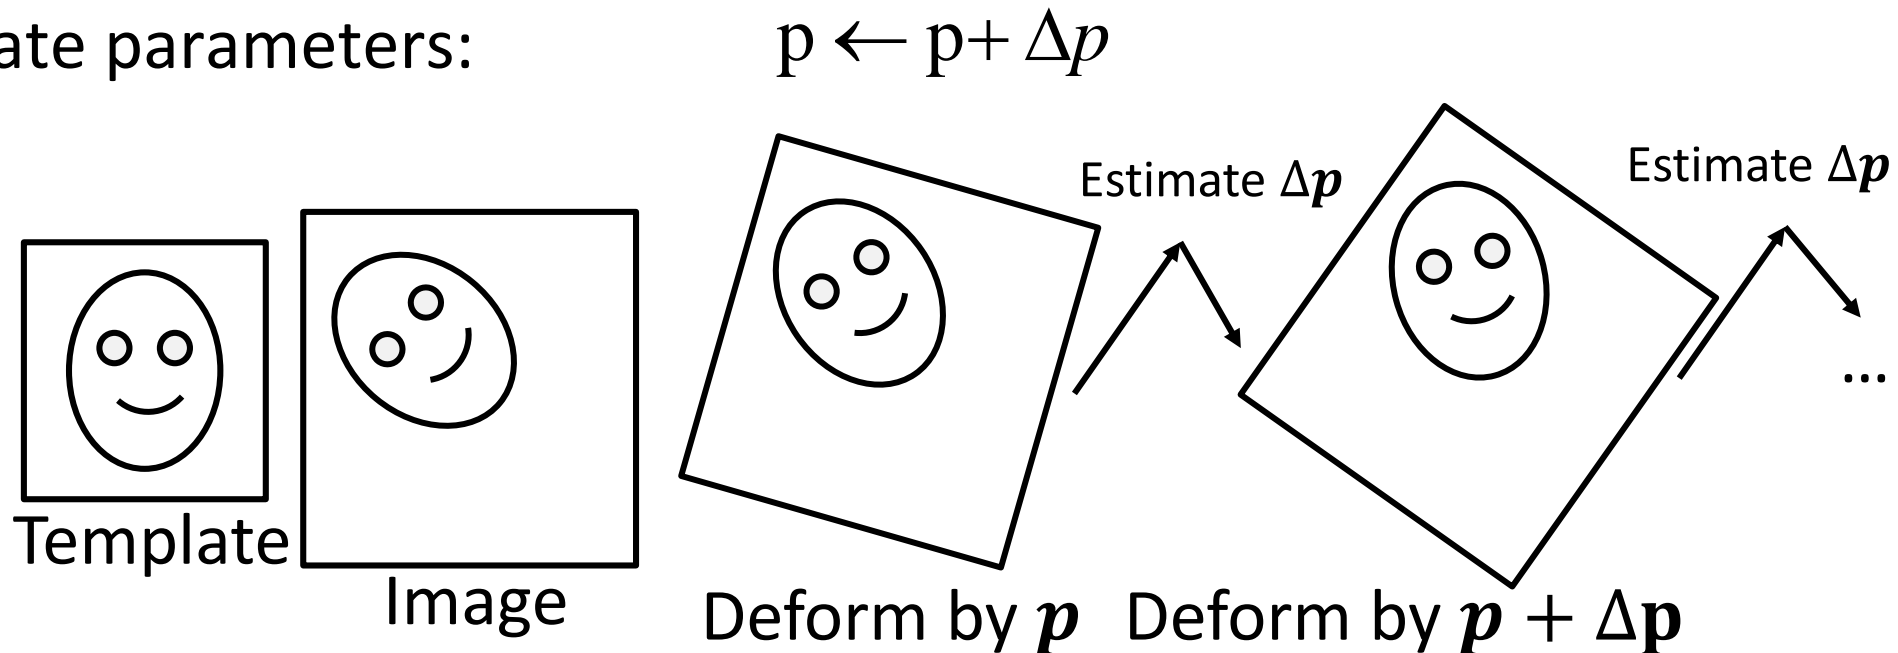 ate parameters:
p ← p+ Δp
Estimate Δp
Estimate Δp
...
Template
Image
Deform by p
Deform by p + Δp